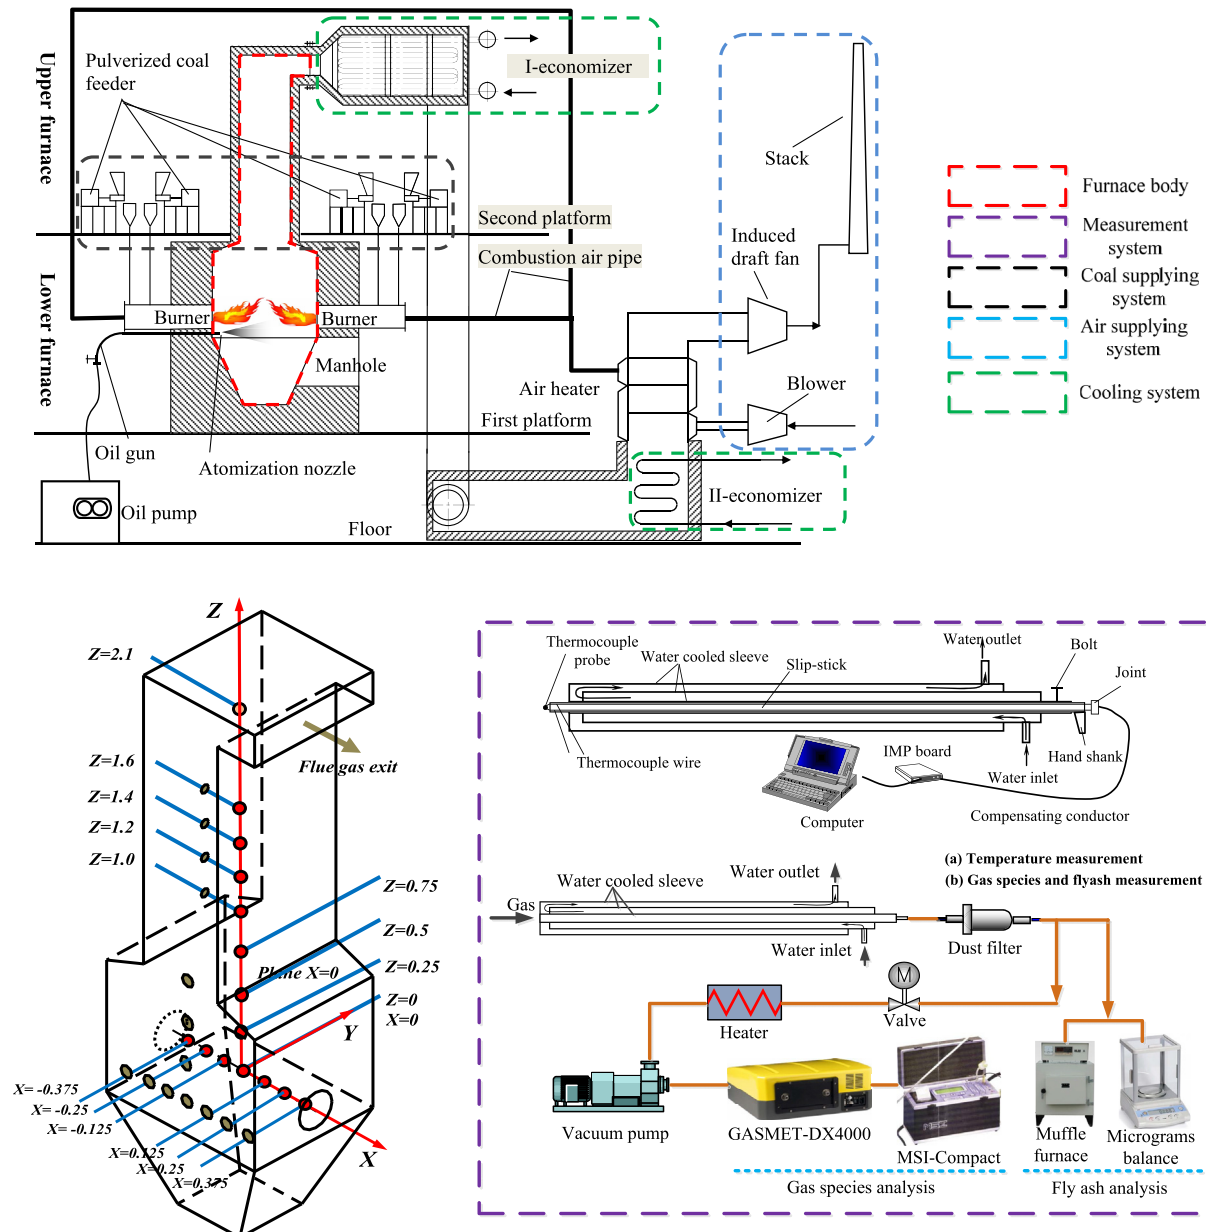 Upper furnace
Lower furnace
Pulverized coal
feeder
I-economizer
Stack
Second platform
Combustion air pipe
Induced
draft fan
Burner
Burner
Manhole
Air heater
Blower
First platform
Oil gun
Atomization nozzle
Oil pump
II-economizer
Floor
Furnace body
Measurement
system
Coal supplying
system
Air supplying
system
Cooling system
Z
Z=2.1
Flue gas exit
Z=1.6
Z=1.4
Z=1.2
Z=1.0
Z=0.75
Z=0.5
Plane X=0
Z=0.25
Z=0
X=0
Y
X= -0.375
X= -0.25
X= -0.125
X=0.125
X=0.25
X=0.375
X
Thermocouple
probe
Water cooled sleeve
Slip-stick
Water outlet
Bolt
Joint
Thermocouple wire
IMP board
Water inlet
Hand shank
Computer
Compensating conductor
(a) Temperature measurement
(b) Gas species and flyash measurement
Water outlet
Water cooled sleeve
Gas
Water inlet
Dust filter
M
Valve
Heater
Vacuum pump
GASMET-DX4000
MSI-Compact
Muffle
furnace
Micrograms
balance
Gas species analysis
Fly ash analysis